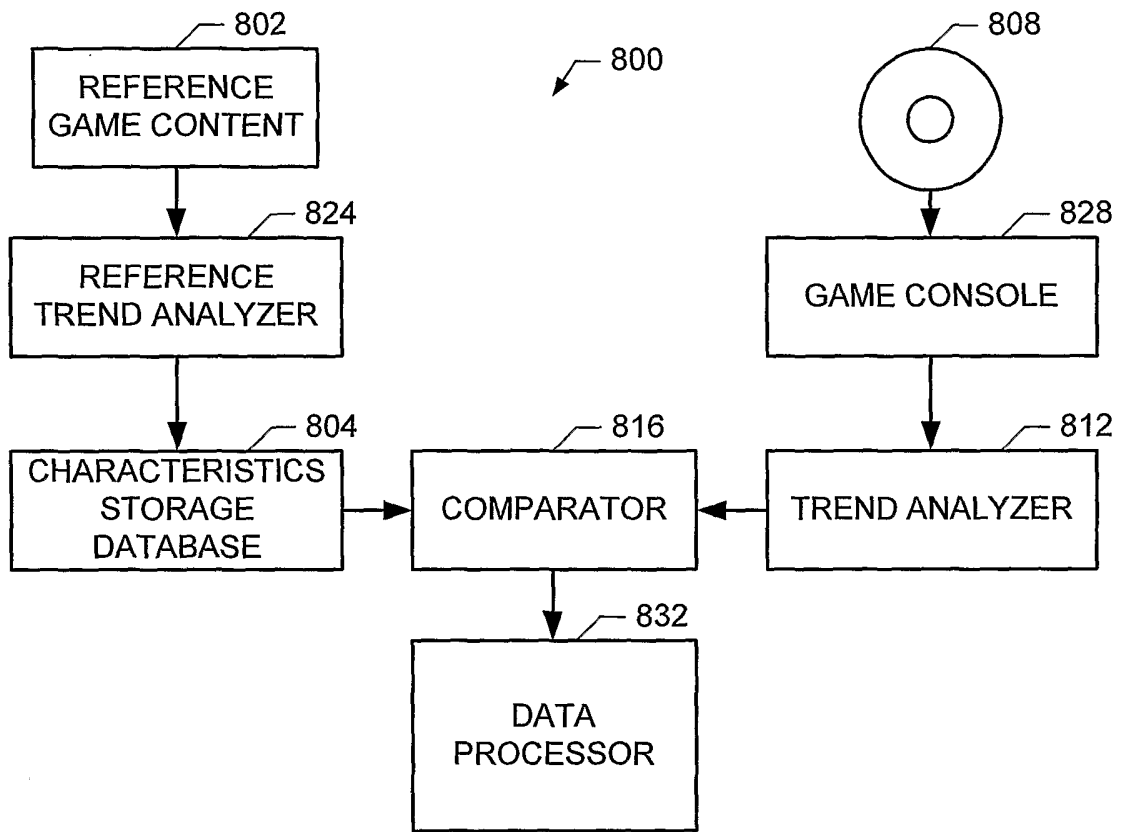 802
REFERENCE
GAME CONTENT
800
808
824
REFERENCE
TREND ANALYZER
828
GAME CONSOLE
804
CHARACTERISTICS
STORAGE
DATABASE
816
COMPARATOR
812
TREND ANALYZER
832
DATA
PROCESSOR